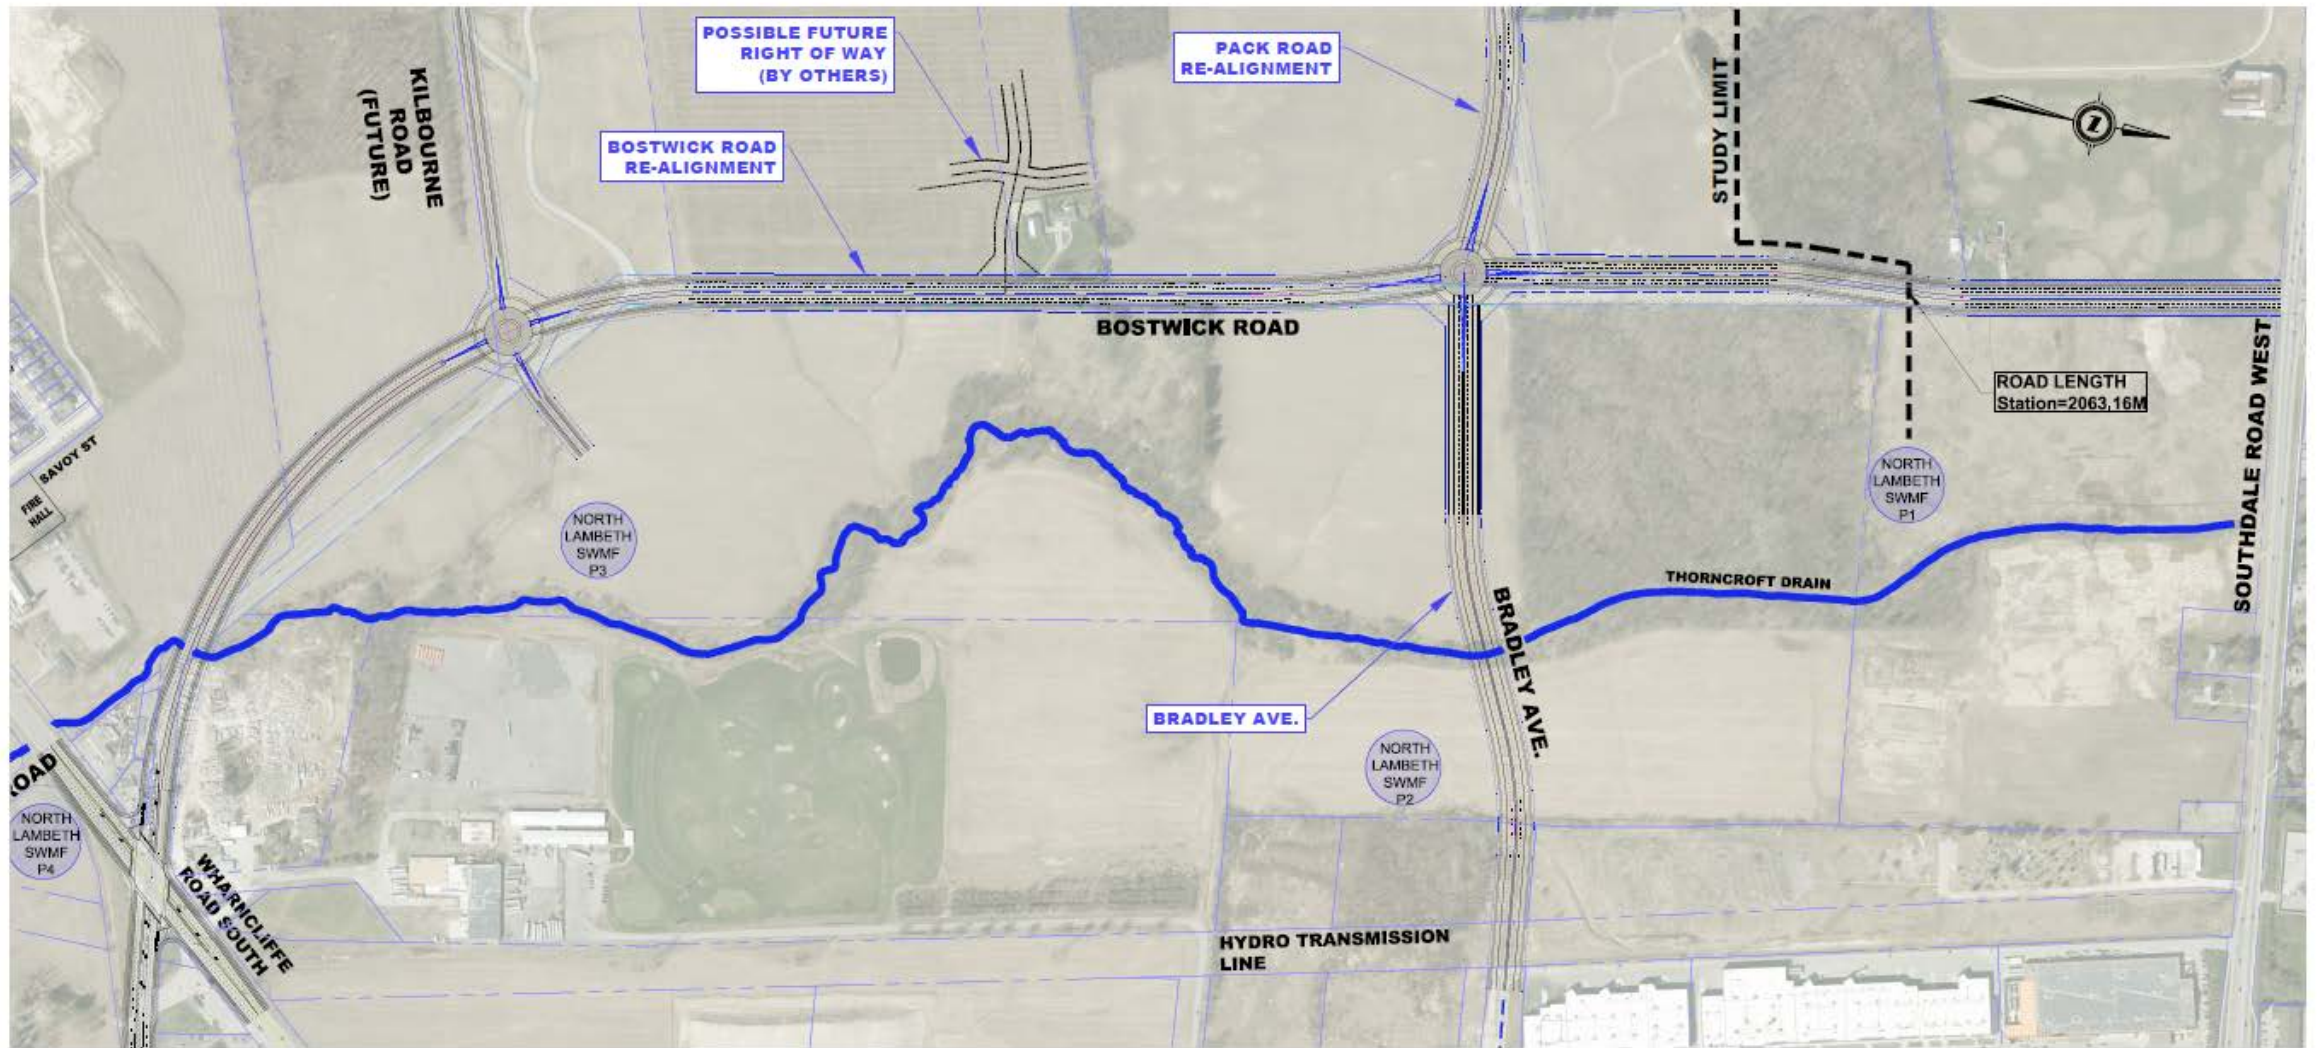 POSSIBLE FUTURE
RIGHT OF WAY
(BY OTHERS)
PACK ROAD
RE-ALIGNMENT
KILBOURNE
ROAD
(FUTURE)
STUDY LIMIT
BOSTWICK ROAD
RE-ALIGNMENT
BOSTWICK ROAD
ROAD LENGTH
Station=2063,16M
SOUTHDALE ROAD WEST
SAVOY ST
FIRE
HALL
NORTH
LAMBETH
SWMF
P1
NORTH
LAMBETH
SWMF
P3
THORNCROFT DRAIN
BRADLEY AVE.
BRADLEY AVE.
NORTH
LAMBETH
SWMF
P2
ROAD
NORTH
LAMBETH
SWMF
P4
WHARNCLIFFE
ROAD SOUTH
HYDRO TRANSMISSION
LINE